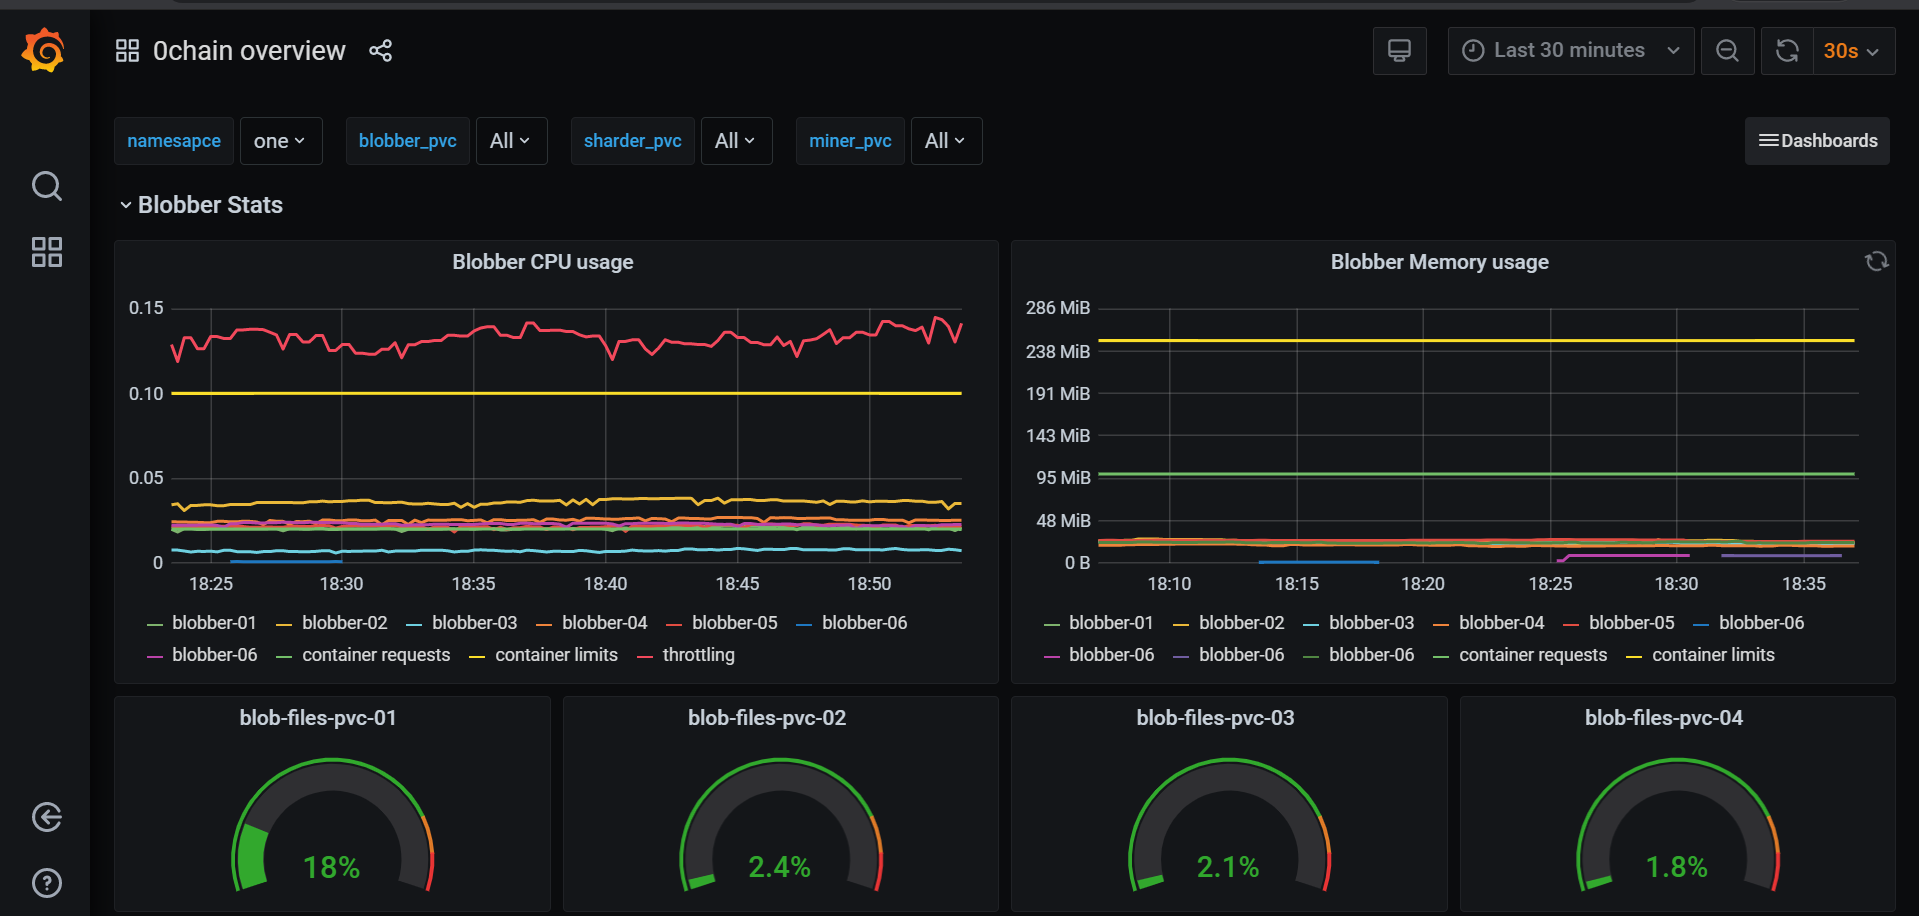 0chain overview
Last 30 minutes
30s
namesapce one blobber_pvc All sharder_pvc All miner_pvc All
Dashboards
Blobber Stats
Blobber CPU usage
0.15
0.10
0.05
0
18:25 18:30 18:35 18:40 18:45 18:50
blobber-01 blobber-02 blobber-03 blobber-04 blobber-05 blobber-06
blobber-06 container requests container limits throttling
Blobber Memory usage
286 MiB
238 MiB
191 MiB
143 MiB
95 MiB
48 MiB
0 B
18:10 18:15 18:20 18:25 18:30 18:35
blobber-01 blobber-02 blobber-03 blobber-04 blobber-05 blobber-06
blobber-06 blobber-06 blobber-06 container requests container limits
blob-files-pvc-01
18%
blob-files-pvc-02
2.4%
blob-files-pvc-03
2.1%
blob-files-pvc-04
1.8%